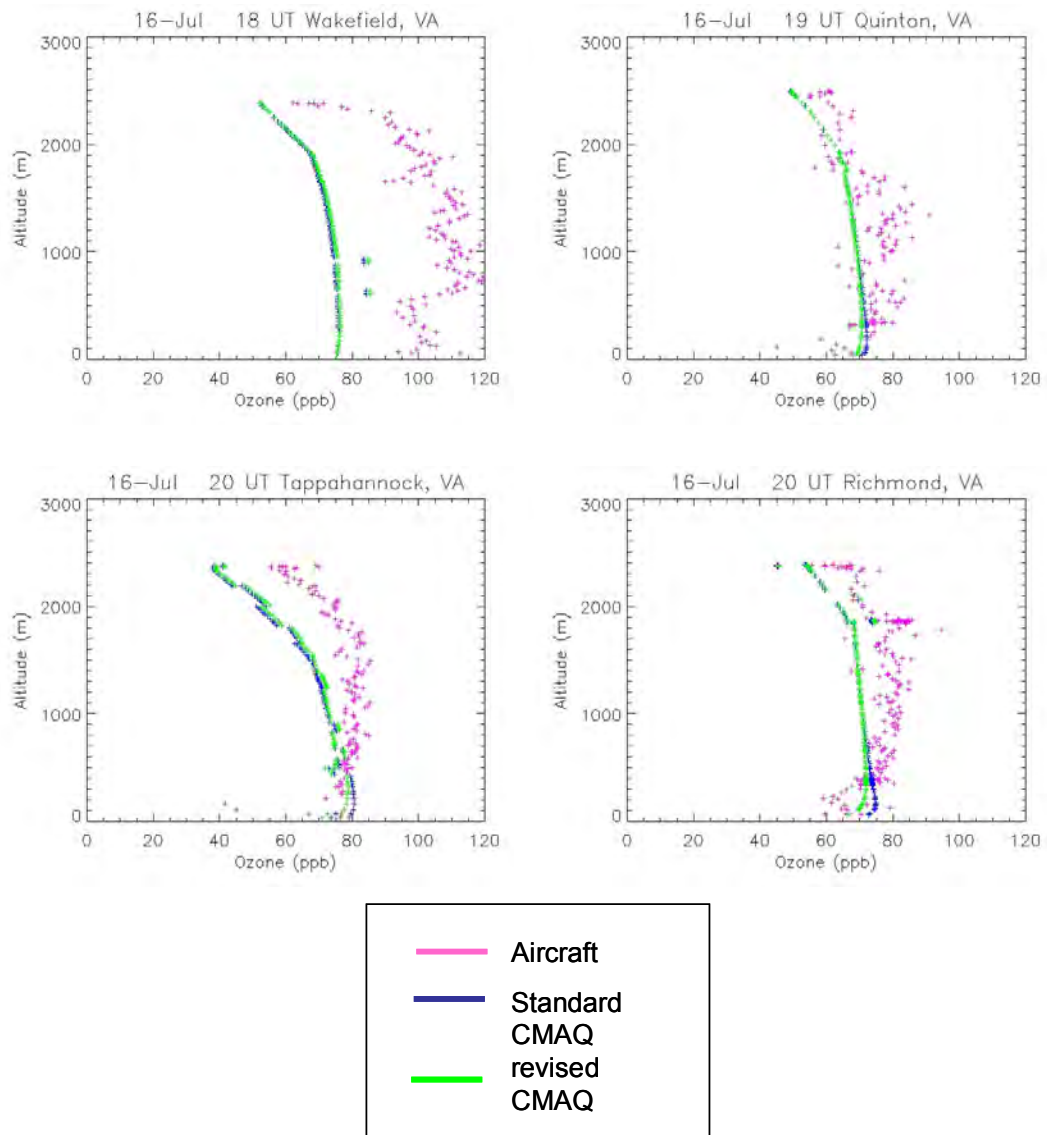 16-Jul 18 UT Wakefield, VA
3000
2000
1000
0
Altitude (m)
0 20 40 60 80 100 120
Ozone (ppb)
16-Jul 19 UT Quinton, VA
3000
2000
1000
0
Altitude (m)
0 20 40 60 80 100 120
Ozone (ppb)
16-Jul 20 UT Tappahannock, VA
3000
2000
1000
0
Altitude (m)
0 20 40 60 80 100 120
Ozone (ppb)
16-Jul 20 UT Richmond, VA
3000
2000
1000
0
Altitude (m)
0 20 40 60 80 100 120
Ozone (ppb)
Aircraft
Standard
CMAQ
revised
CMAQ